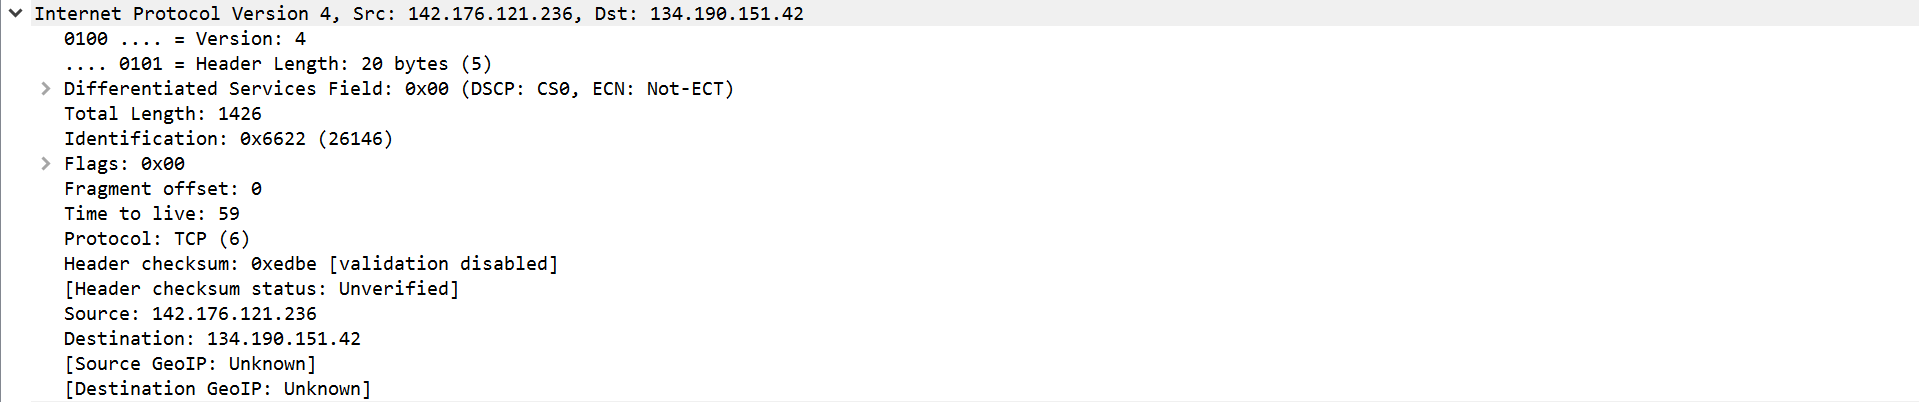 Internet Protocol Version 4, Src: 142.176.121.236, Dst: 134.190.151.42
0100 .... = Version: 4
.... 0101 = Header Length: 20 bytes (5)
Differentiated Services Field: 0x00 (DSCP: CS0, ECN: Not-ECT)
Total Length: 1426
Identification: 0x6622 (26146)
Flags: 0x00
Fragment offset: 0
Time to live: 59
Protocol: TCP (6)
Header checksum: 0xedbe [validation disabled]
[Header checksum status: Unverified]
Source: 142.176.121.236
Destination: 134.190.151.42
[Source GeoIP: Unknown]
[Destination GeoIP: Unknown]